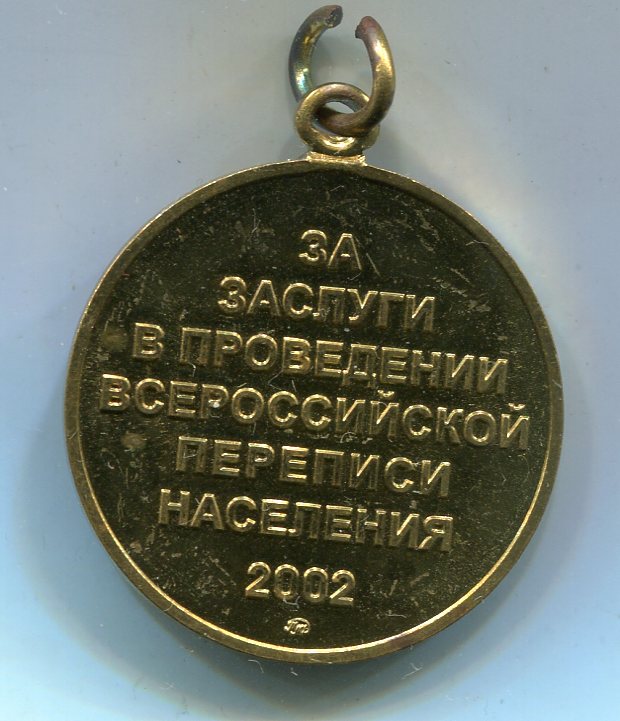 ЗА
ЗАСЛУГИ
В ПРОВЕДЕНИИ
ВСЕРОССИЙСКОЙ
ПЕРЕПИСИ
НАСЕЛЕНИЯ
2002